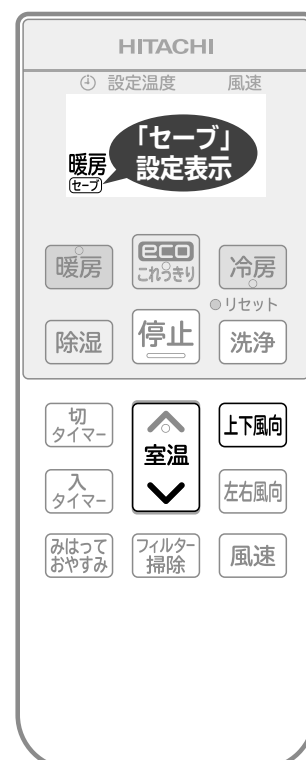 HITACHI
設定温度 風速
「セーブ」
設定表示
暖房
セーブ
暖房
eco
これっきり
冷房
リセット
除湿
停止
洗浄
切
タイマー
室温
上下風向
入
タイマー
左右風向
みはって
おやすみ
フィルター
掃除
風速